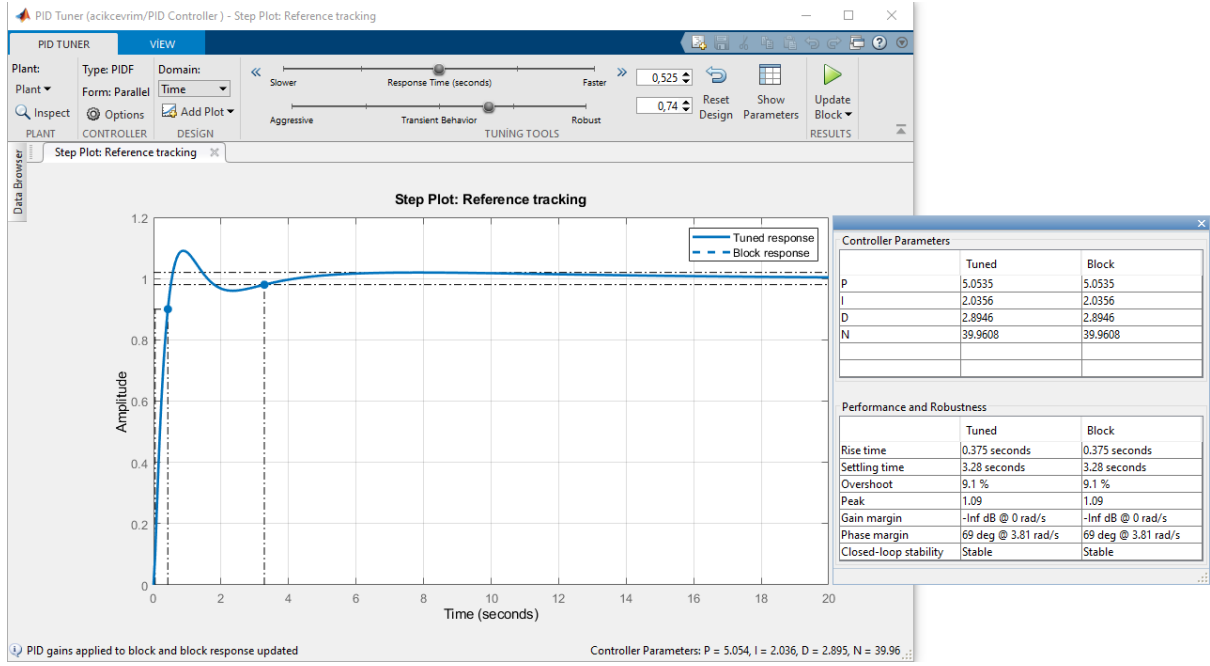 PID Tuner (acikcevrim/PID Controller ) - Step Plot: Reference tracking
PID TUNER VİEW
Plant: Type: PIDF Domain:
Plant Form: Parallel Time
Inspect Options Add Plot
PLANT CONTROLLER DESİGN
Slower Response Time (seconds) Faster 0,525
Aggressive Transient Behavior Robust 0,74
TUNİNG TOOLS
Reset Design
Show Parameters
Update Block
RESULTS
Data Browser
Step Plot: Reference tracking
Step Plot: Reference tracking
Tuned response
Block response
Amplitude
1.2
1
0.8
0.6
0.4
0.2
0
0 2 4 6 8 10 12 14 16 18 20
Time (seconds)
Controller Parameters
Tuned Block
P 5.0535 5.0535
I 2.0356 2.0356
D 2.8946 2.8946
N 39.9608 39.9608
Performance and Robustness
Tuned Block
Rise time 0.375 seconds 0.375 seconds
Settling time 3.28 seconds 3.28 seconds
Overshoot 9.1 % 9.1 %
Peak 1.09 1.09
Gain margin -Inf dB @ 0 rad/s -Inf dB @ 0 rad/s
Phase margin 69 deg @ 3.81 rad/s 69 deg @ 3.81 rad/s
Closed-loop stability Stable Stable
PID gains applied to block and block response updated
Controller Parameters: P = 5.054, I = 2.036, D = 2.895, N = 39.96